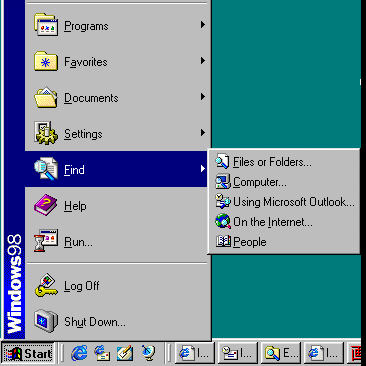 Programs
Favorites
Documents
Settings
Find
Files or Folders...
Computer...
Using Microsoft Outlook...
On the Internet...
People
Help
Run...
Log Off
Shut Down...
Windows98
Start
I...
I...
E...
I...